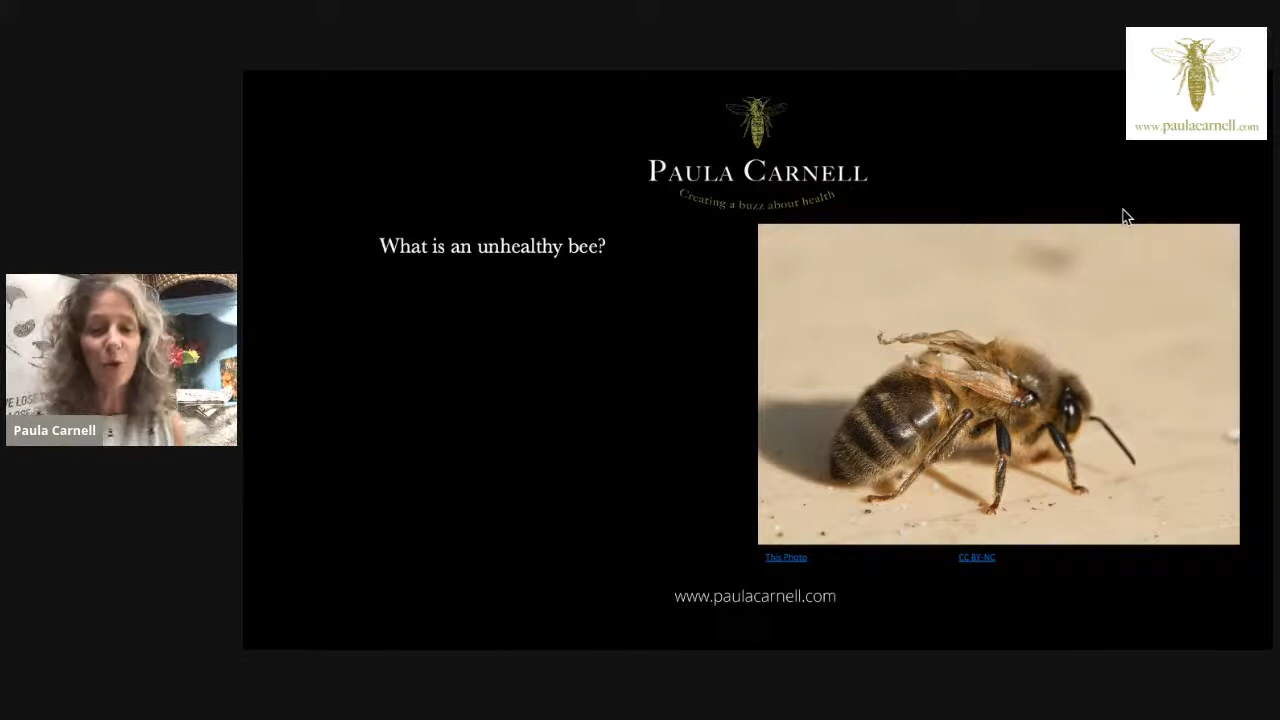 www.paulacarnell.com
PAULA CARNELL
Creating a buzz about health
What is an unhealthy bee?
Paula Carnell
This Photo
CC BY-NC
www.paulacarnell.com